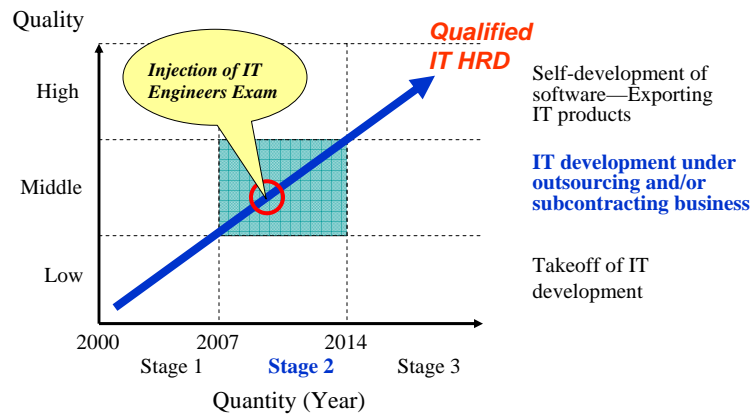 Quality
Qualified
IT HRD
Injection of IT
Engineers Exam
High
Self-development of
software—Exporting
IT products
Middle
IT development under
outsourcing and/or
subcontracting business
Low
Takeoff of IT
development
2000
2007
2014
Stage 1
Stage 2
Stage 3
Quantity (Year)